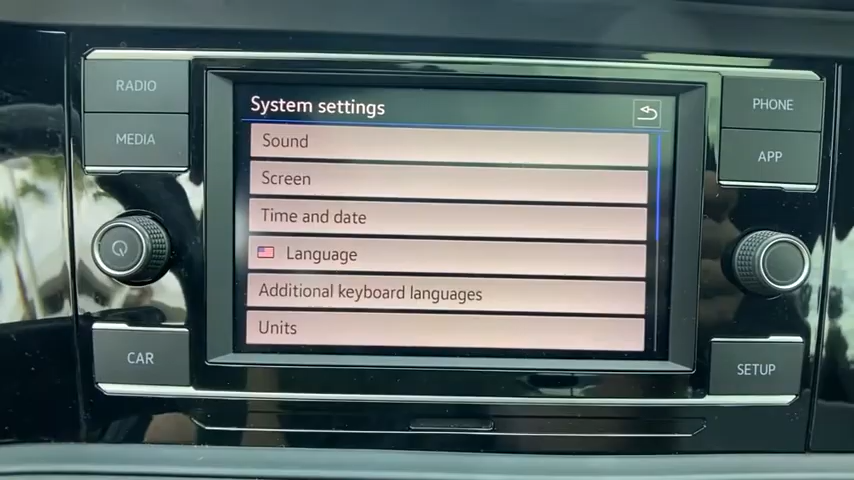 RADIO
MEDIA
CAR
System settings
Sound
Screen
Time and date
Language
Additional keyboard languages
Units
PHONE
APP
SETUP